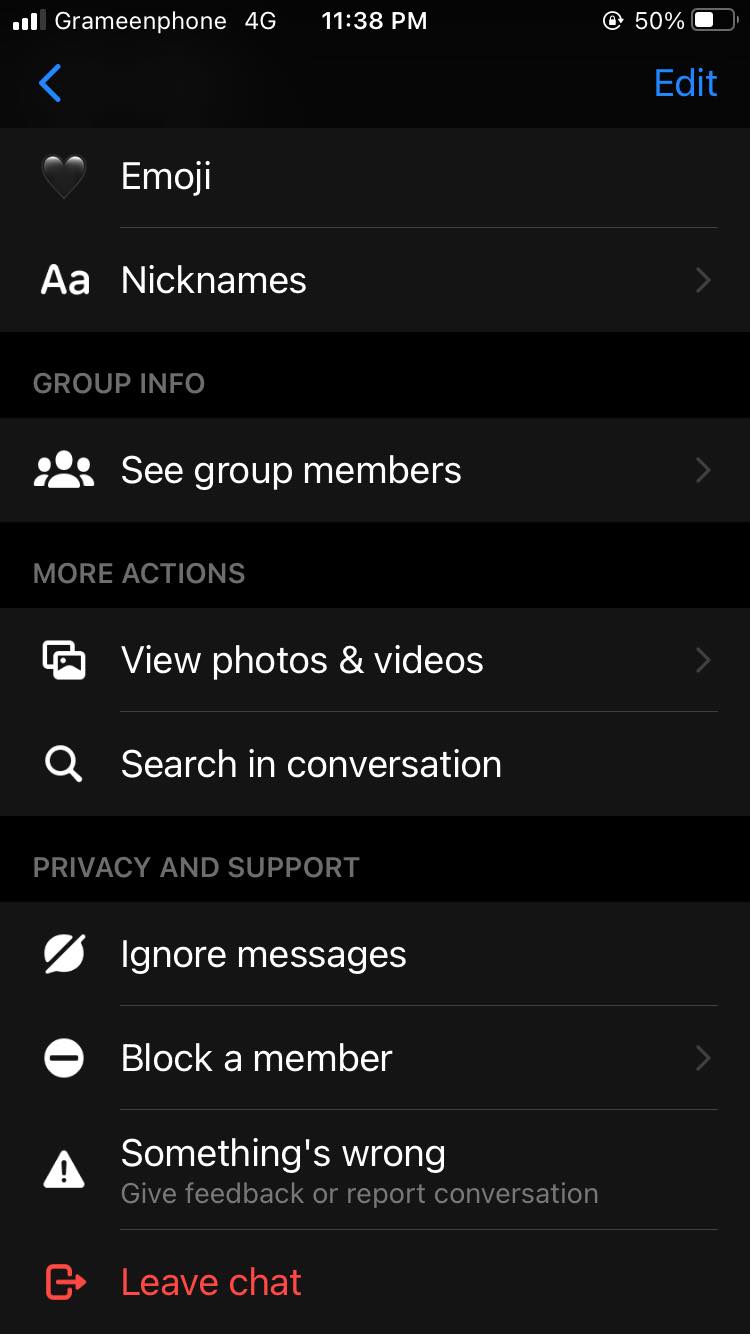 Grameenphone 4G 11:38 PM 50%
Edit
Emoji
Aa Nicknames
GROUP INFO
See group members
MORE ACTIONS
View photos & videos
Search in conversation
PRIVACY AND SUPPORT
Ignore messages
Block a member
Something's wrong
Give feedback or report conversation
Leave chat